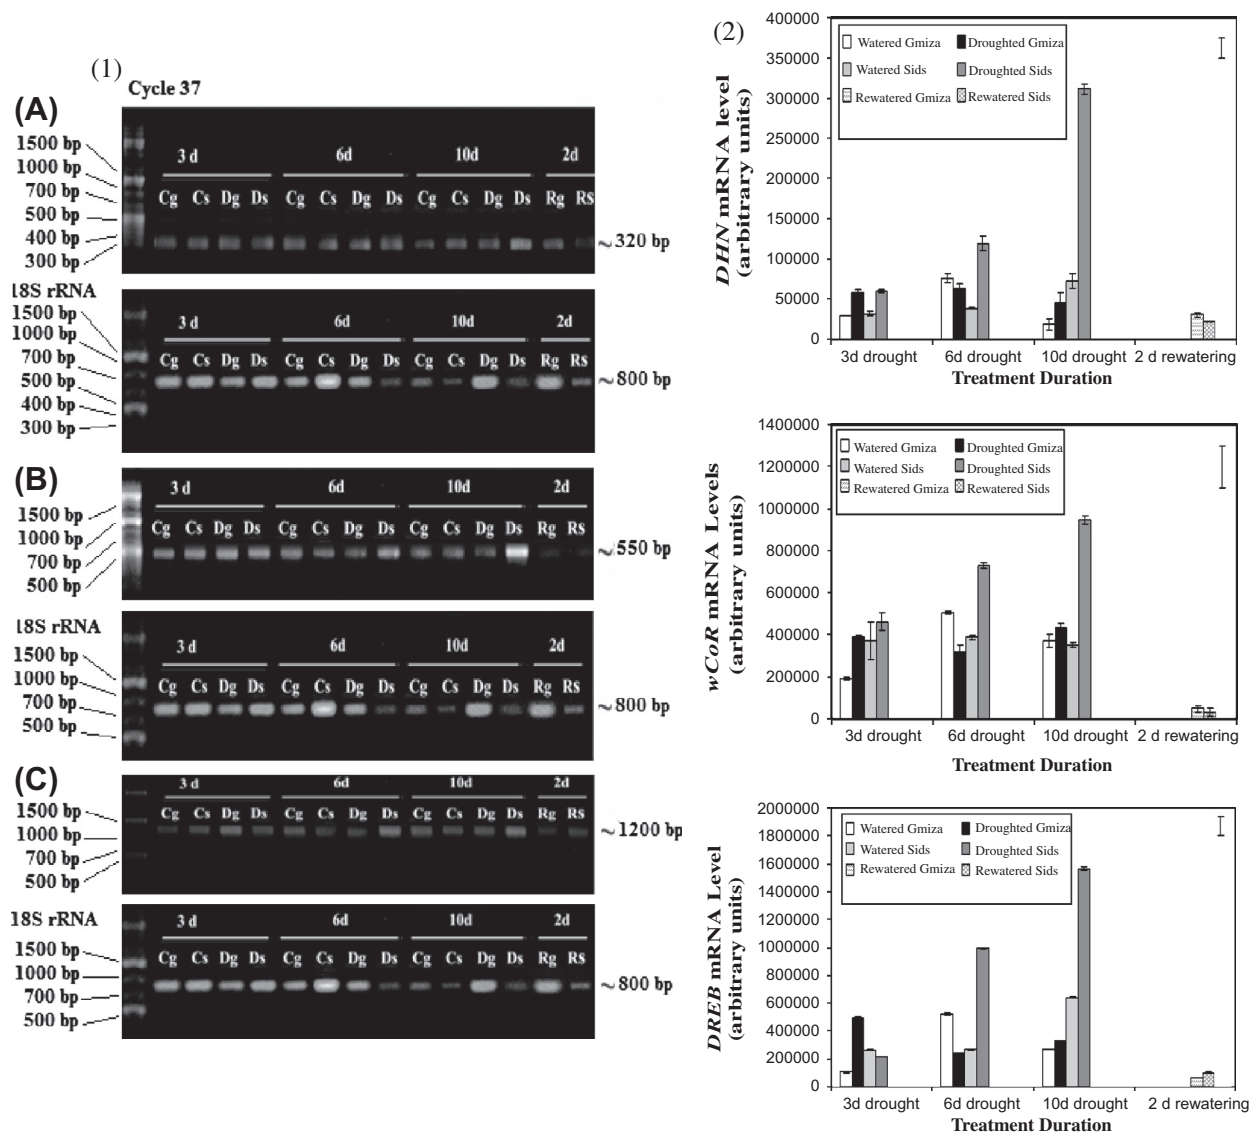 (1)
Cycle 37
(A)
1500 bp
1000 bp
700 bp
500 bp
400 bp
300 bp
3 d 6d 10d 2d
Cg Cs Dg Ds Cg Cs Dg Ds Cg Cs Dg Ds Rg Rs
~320 bp
18S rRNA
1500 bp
1000 bp
700 bp
500 bp
400 bp
300 bp
3 d 6d 10d 2d
Cg Cs Dg Ds Cg Cs Dg Ds Cg Cs Dg Ds Rg Rs
~800 bp
(B)
1500 bp
1000 bp
700 bp
500 bp
3 d 6d 10d 2d
Cg Cs Dg Ds Cg Cs Dg Ds Cg Cs Dg Ds Rg Rs
~550 bp
18S rRNA
1500 bp
1000 bp
700 bp
500 bp
3 d 6d 10d 2d
Cg Cs Dg Ds Cg Cs Dg Ds Cg Cs Dg Ds Rg Rs
~800 bp
(C)
1500 bp
1000 bp
700 bp
500 bp
3 d 6d 10d 2d
Cg Cs Dg Ds Cg Cs Dg Ds Cg Cs Dg Ds Rg Rs
~1200 bp
18S rRNA
1500 bp
1000 bp
700 bp
500 bp
3 d 6d 10d 2d
Cg Cs Dg Ds Cg Cs Dg Ds Cg Cs Dg Ds Rg Rs
~800 bp
(2)
DHN mRNA level
(arbitrary units)
400000
350000
300000
250000
200000
150000
100000
50000
0
Watered Gmiza Droughted Gmiza
Watered Sids Droughted Sids
Rewatered Gmiza Rewatered Sids
3d drought 6d drought 10d drought 2 d rewatering
Treatment Duration
wCoR mRNA Levels
(arbitrary units)
1400000
1200000
1000000
800000
600000
400000
200000
0
Watered Gmiza Droughted Gmiza
Watered Sids Droughted Sids
Rewatered Gmiza Rewatered Sids
3d drought 6d drought 10d drought 2 d rewatering
Treatment Duration
DREB mRNA Level
(arbitrary units)
2000000
1800000
1600000
1400000
1200000
1000000
800000
600000
400000
200000
0
Watered Gmiza Droughted Gmiza
Watered Sids Droughted Sids
Rewatered Gmiza Rewatered Sids
3d drought 6d drought 10d drought 2 d rewatering
Treatment Duration